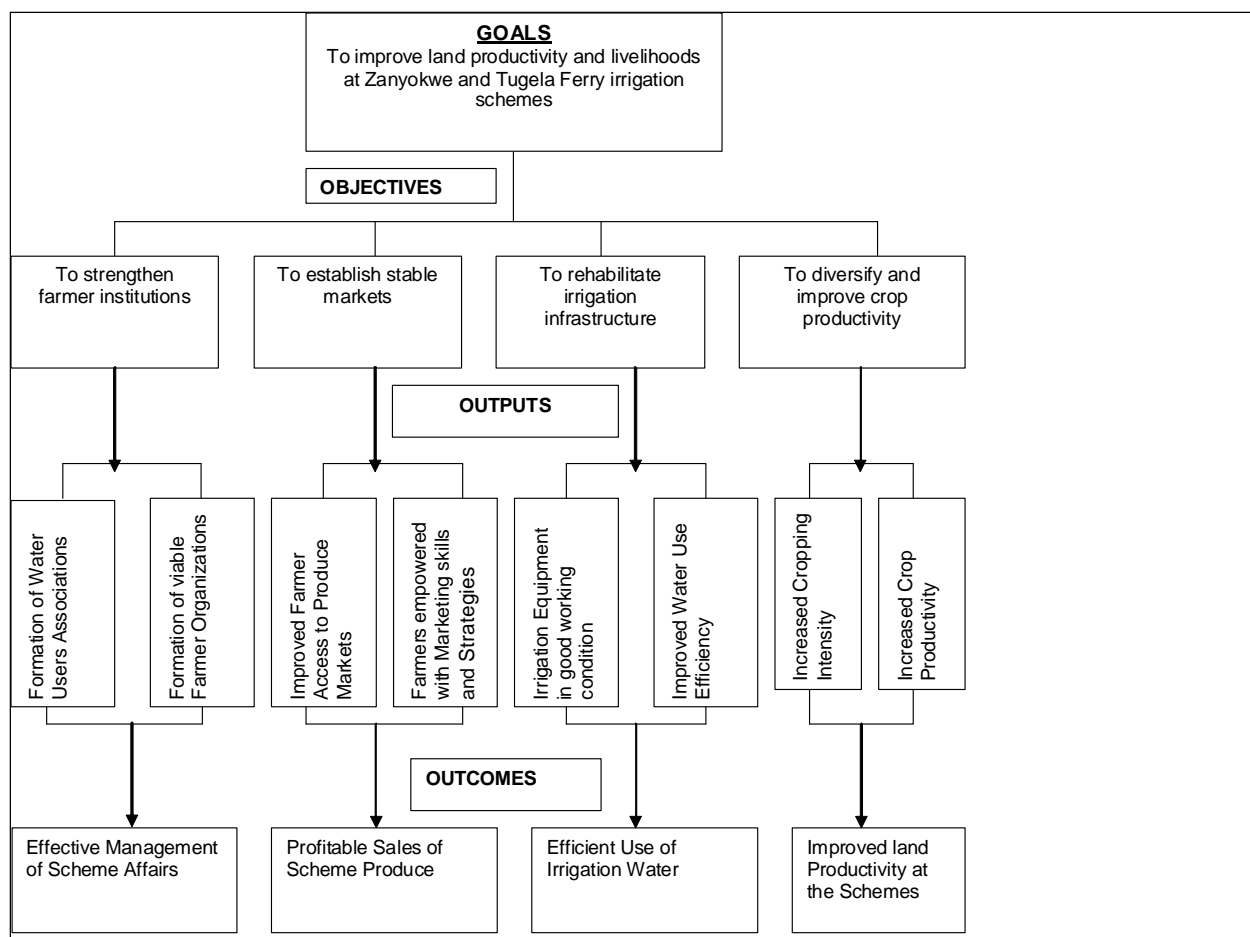 GOALS
To improve land productivity and livelihoods
at Zanyokwe and Tugela Ferry irrigation
schemes
OBJECTIVES
To strengthen
farmer institutions
To establish stable
markets
To rehabilitate
irrigation
infrastructure
To diversify and
improve crop
productivity
OUTPUTS
Formation of Water
Users Associations
Formation of viable
Farmer Organizations
Improved Farmer
Access to Produce
Markets
Farmers empowered
with Marketing skills
and Strategies
Irrigation Equipment
in good working
condition
Improved Water Use
Efficiency
Increased Cropping
Intensity
Increased Crop
Productivity
OUTCOMES
Effective Management
of Scheme Affairs
Profitable Sales of
Scheme Produce
Efficient Use of
Irrigation Water
Improved land
Productivity at
the Schemes